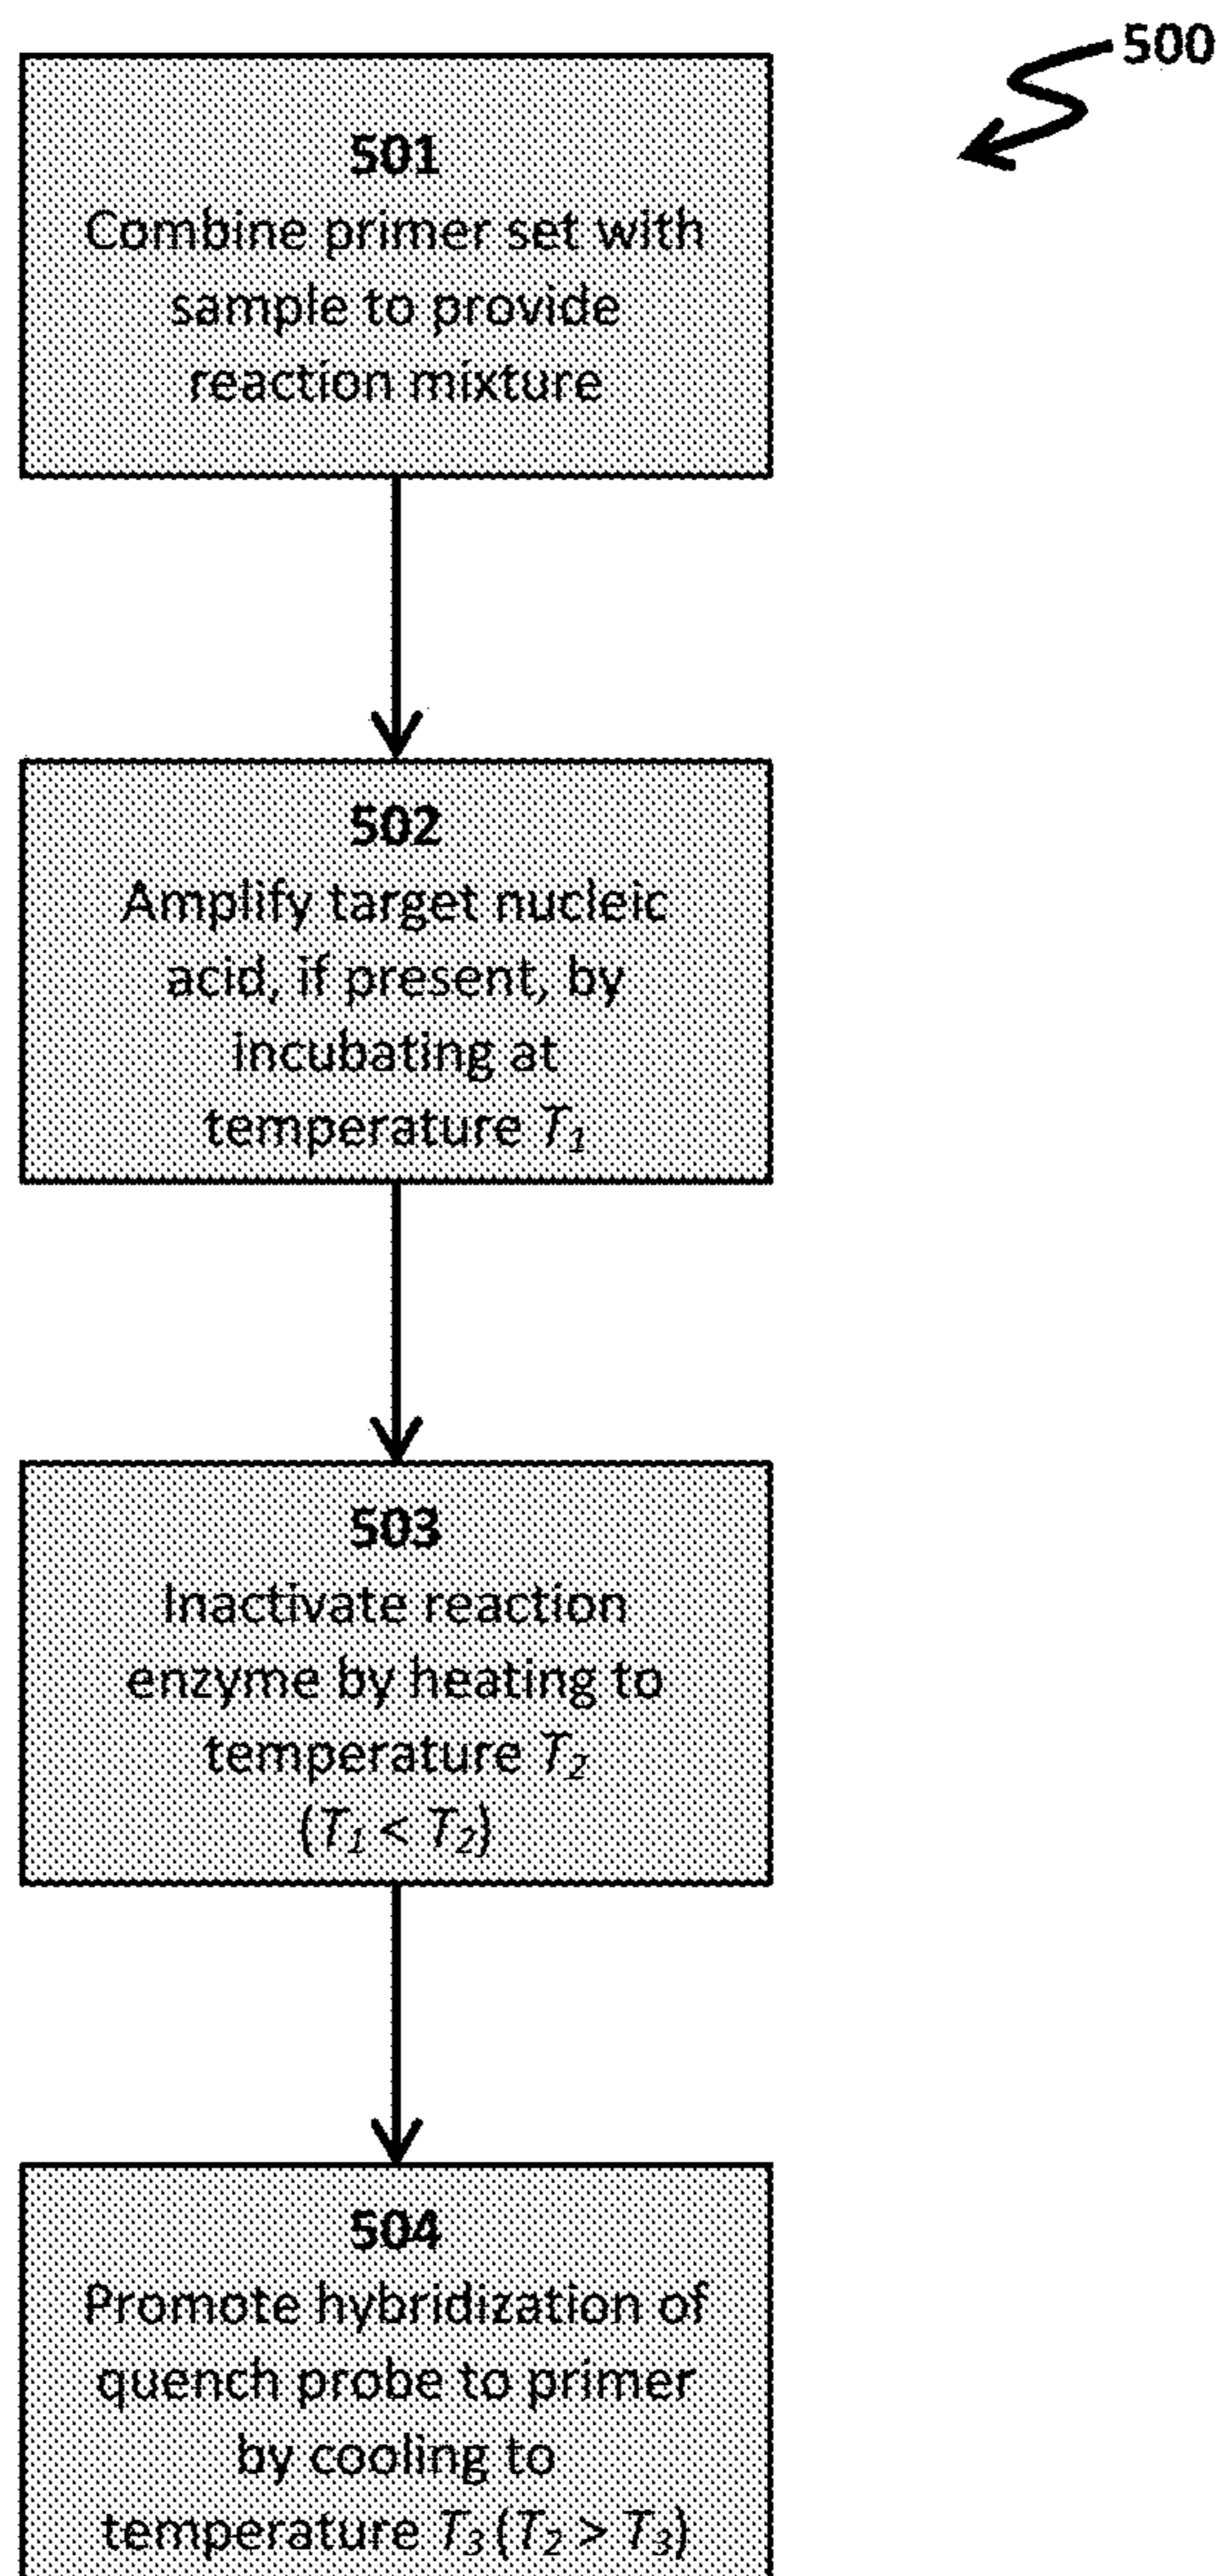 500
501
Combine primer set with
sample to provide
reaction mixture
502
Amplify target nucleic
acid, if present, by
incubating at
temperature T₁
503
Inactivate reaction
enzyme by heating to
temperature T₂
(T₁ < T₂)
504
Promote hybridization of
quench probe to primer
by cooling to
temperature T₃ (T₂ > T₃)